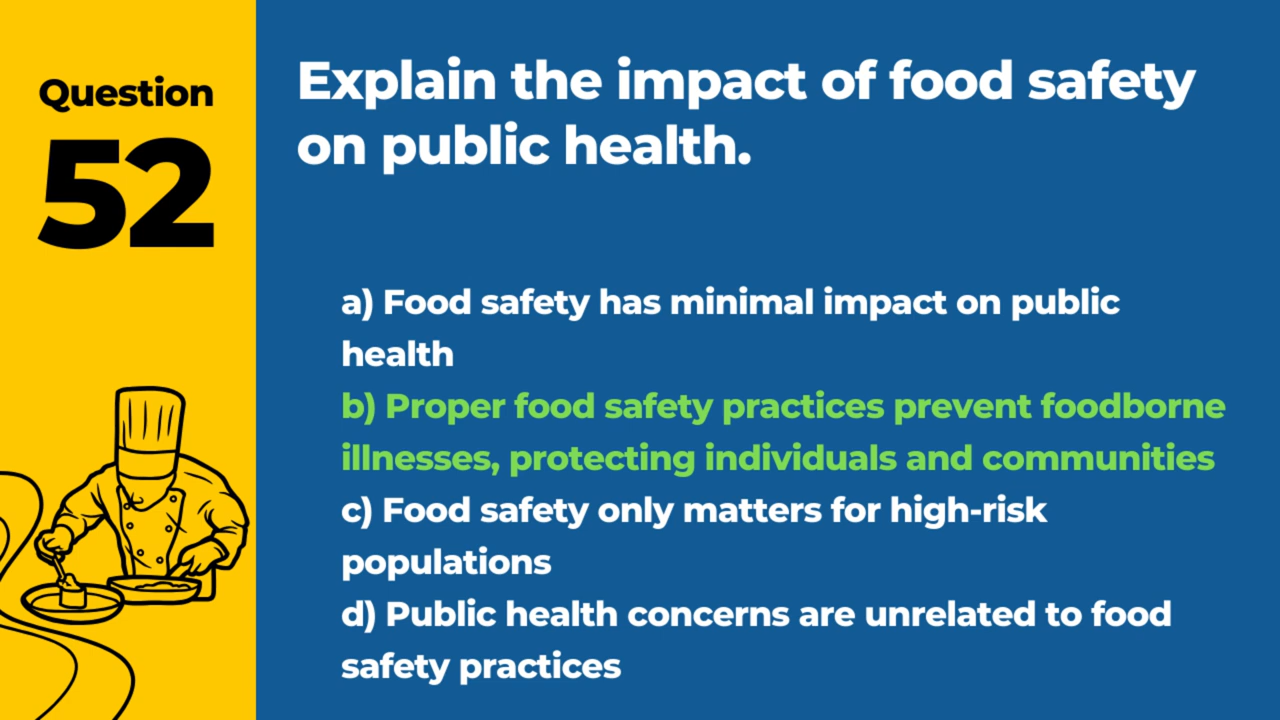 Question
52
Explain the impact of food safety
on public health.
a) Food safety has minimal impact on public
health
b) Proper food safety practices prevent foodborne
illnesses, protecting individuals and communities
c) Food safety only matters for high-risk
populations
d) Public health concerns are unrelated to food
safety practices